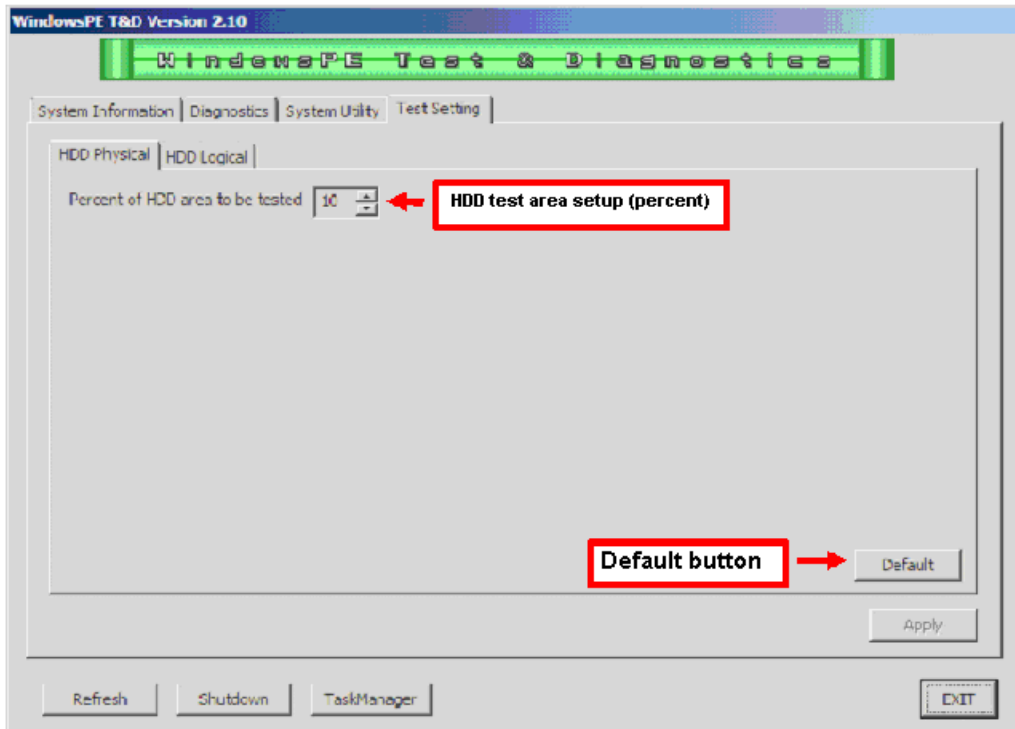 WindowsPE T&D Version 2.10
WindowsPE Test & Diagnostics
System Information Diagnostics System Utility Test Setting
HDD Physical HDD Logical
Percent of HDD area to be tested 10 HDD test area setup (percent)
Default button Default
Apply
Refresh Shutdown TaskManager EXIT